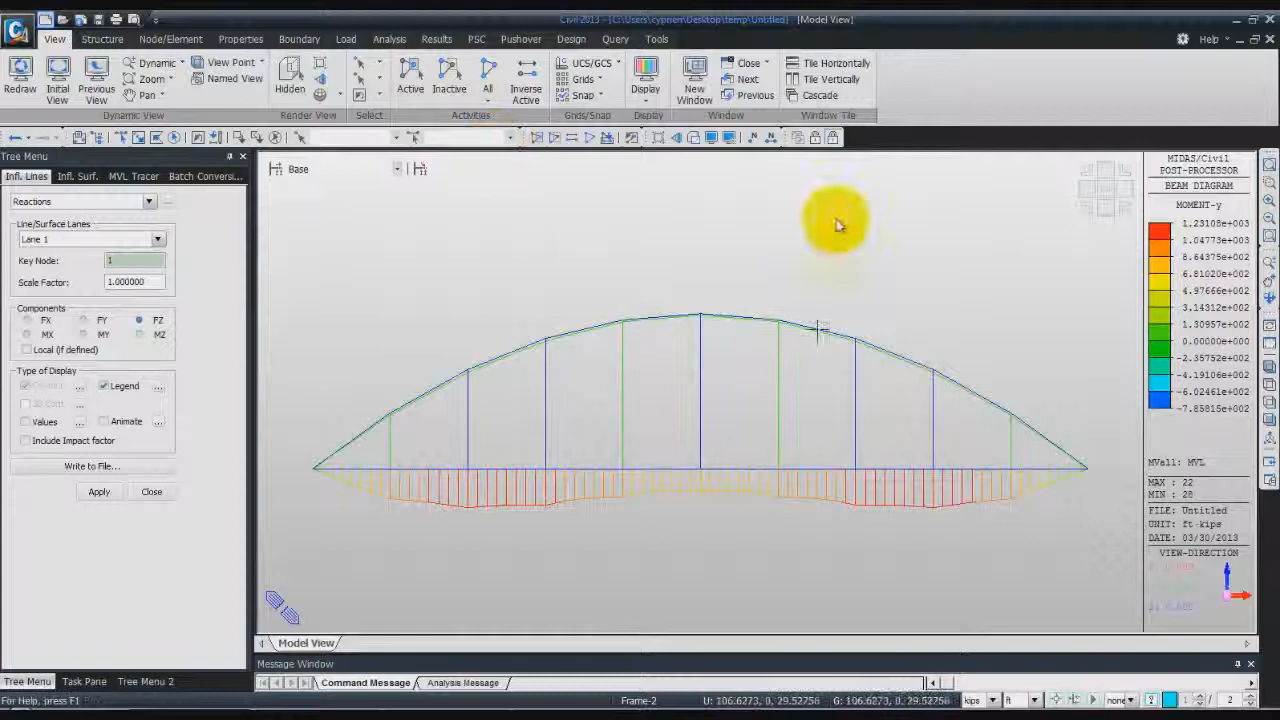 Civil 2013 - [C:\Users\cyprien\Desktop\temp\Untitled] - [Model View]
View Structure Node/Element Properties Boundary Load Analysis Results PSC Pushover Design Query Tools Help
Redraw Initial View Previous View Dynamic Zoom Pan View Point Named View
Hidden Active Inactive All Inverse Active UCS/GCS Grids Snap Display New Window Close Next Previous Tile Horizontally Tile Vertically Cascade
Dynamic View Render View Select Activities Grids/Snap Display Window Window Tile
Tree Menu
Infl. Lines Infl. Surf. MVL Tracer Batch Conversi...
Reactions ...
Line/Surface Lanes
Lane 1
Key Node: 1
Scale Factor: 1.000000
Components
FX FY FZ
MX MY MZ
Local (if defined)
Type of Display
Legend ...
Values ... Animate ...
Include Impact factor
Write to File...
Apply Close
Base
MIDAS/Civil
POST-PROCESSOR
BEAM DIAGRAM
MOMENT-y
1.23108e+003
1.04773e+003
8.64375e+002
6.81020e+002
4.97666e+002
3.14312e+002
1.30957e+002
0.00000e+000
-2.35752e+002
-4.19106e+002
-6.02461e+002
-7.85815e+002
MVall: MVL
MAX : 22
MIN : 28
FILE: Untitled
UNIT: ft·kips
DATE: 03/30/2013
VIEW-DIRECTION
Model View
Message Window
Command Message Analysis Message
Tree Menu Task Pane Tree Menu 2
For Help, press F1 Frame-2 U: 106.6273, 0, 29.52756 G: 106.6273, 0, 29.52756 kips ft none 1 / 2